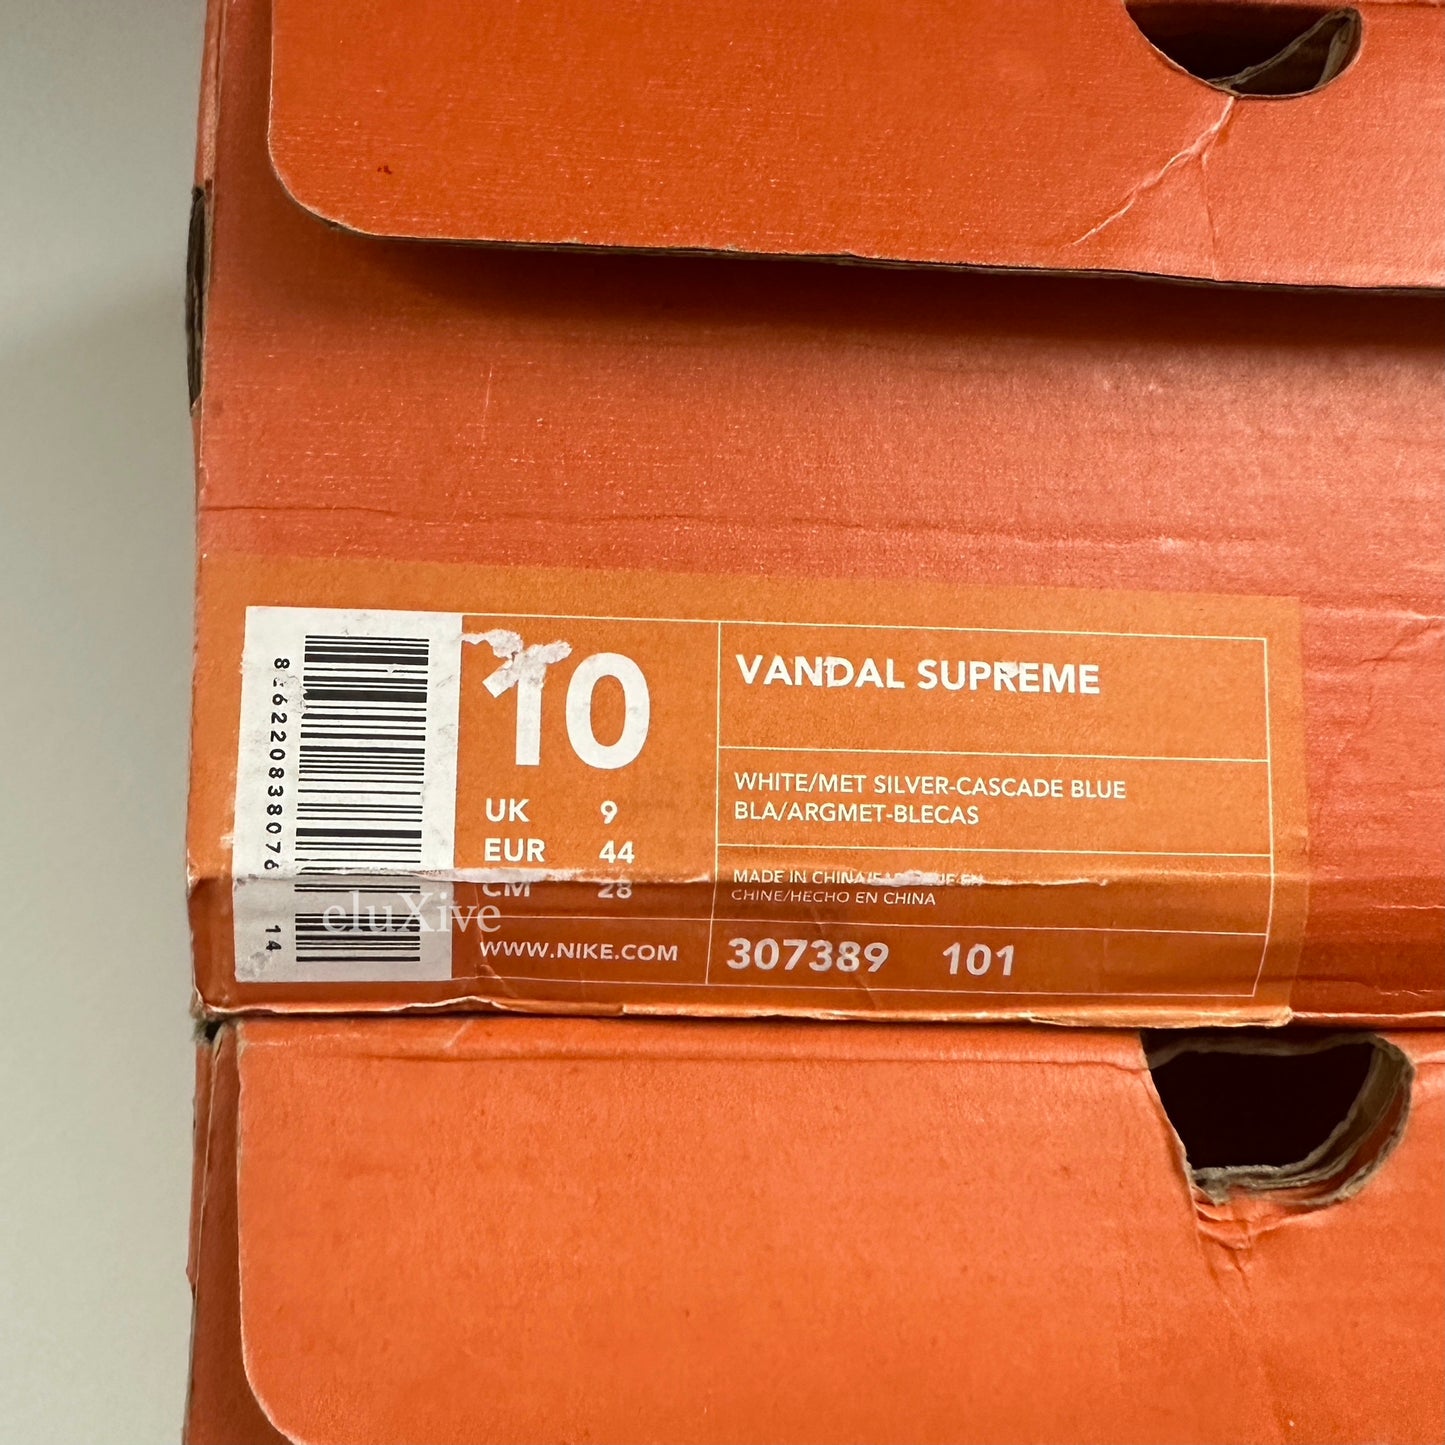 10
UK 9
EUR 44
CM 28
WWW.NIKE.COM
VANDAL SUPREME
WHITE/MET SILVER-CASCADE BLUE
BLA/ARGMET-BLECAS
MADE IN CHINA
CHINE/HECHO EN CHINA
307389 101
14
eluXive